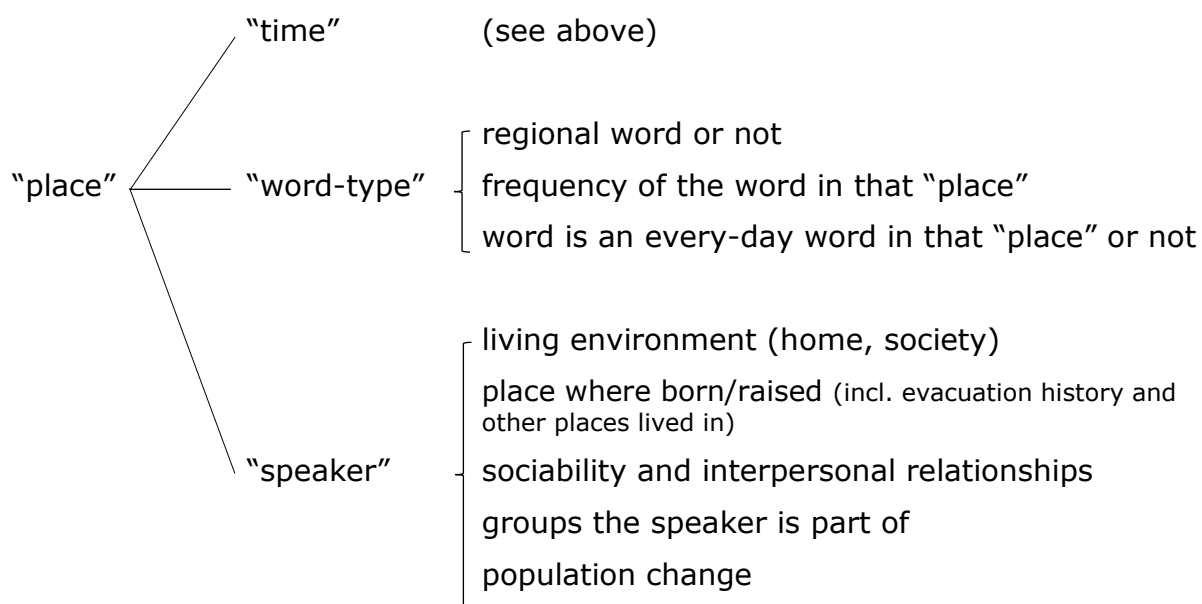 “time” (see above)
regional word or not
“place” “word-type” frequency of the word in that “place”
word is an every-day word in that “place” or not
living environment (home, society)
place where born/raised (incl. evacuation history and
other places lived in)
“speaker” sociability and interpersonal relationships
groups the speaker is part of
population change